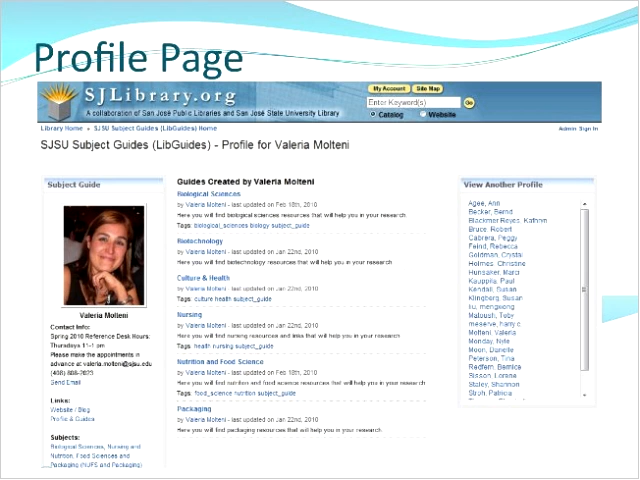 Profile Page
SJLibrary.org
A collaboration of San José Public Libraries and San José State University Library
My Account Site Map
Enter Keyword(s) Go
Catalog Website
Library Home » SJSU Subject Guides (LibGuides) Home
Admin Sign In
SJSU Subject Guides (LibGuides) - Profile for Valeria Molteni
Subject Guide
Valeria Molteni
Contact Info:
Spring 2010 Reference Desk Hours:
Thursdays 11-1 pm
Please make the appointments in
advance at valeria.molteni@sjsu.edu
(408) 808-2023
Send Email
Links:
Website / Blog
Profile & Guides
Subjects:
Biological Sciences, Nursing and
Nutrition, Food Sciences and
Packaging (NUFS and Packaging)
Guides Created by Valeria Molteni
Biological Sciences
by Valeria Molteni - last updated on Feb 18th, 2010
Here you will find biological sciences resources that will help you in your research
Tags: biological_sciences biology subject_guide
Biotechnology
by Valeria Molteni - last updated on Jan 22nd, 2010
Here you will find biotechnology resources that will help you in your research
Culture & Health
by Valeria Molteni - last updated on Jan 22nd, 2010
Tags: culture health subject_guide
Nursing
by Valeria Molteni - last updated on Jan 22nd, 2010
Here you will find nursing resources and links that will help you in your research
Tags: health nursing subject_guide
Nutrition and Food Science
by Valeria Molteni - last updated on Feb 18th, 2010
Here you will find nutrition and food science resources that will help you in your research
Tags: food_science nutrition subject_guide
Packaging
by Valeria Molteni - last updated on Jan 22nd, 2010
Here you will find packaging resources that will help you in your research
View Another Profile
Agee, Ann
Becker, Bernd
Blackmer Reyes, Kathryn
Bruce, Robert
Cabrera, Peggy
Feind, Rebecca
Goldman, Crystal
Holmes, Christine
Hunsaker,
Kauppila, Paul
Kendall, Susan
Klingberg, Susan
liu, mengxiong
Matoush, Toby
meserve, harry c.
Molteni, Valeria
Monday, Nyle
Moon, Danielle
Peterson, Tina
Redfern, Bernice
Sisson, Lorene
Staley, Shannon
Stroh, Patricia